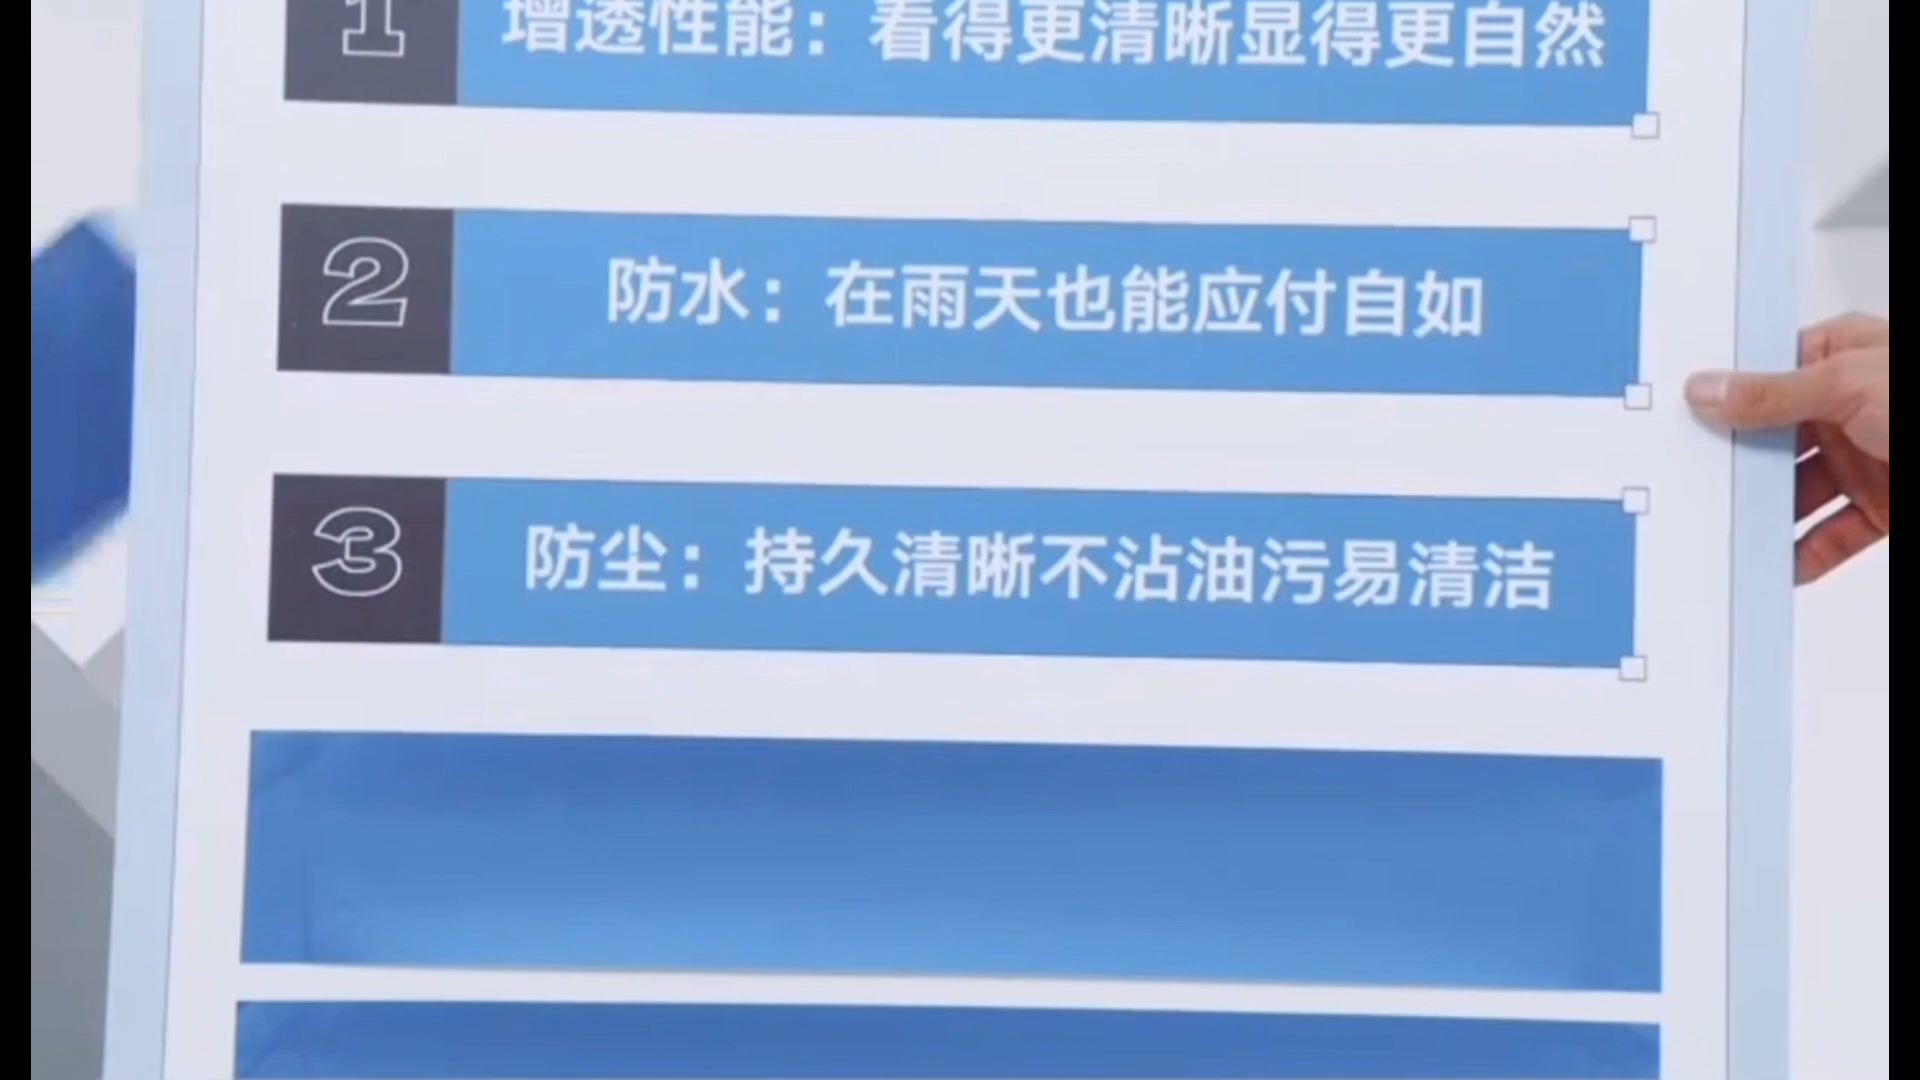 1 增透性能：看得更清晰显得更自然
2 防水：在雨天也能应付自如
3 防尘：持久清晰不沾油污易清洁